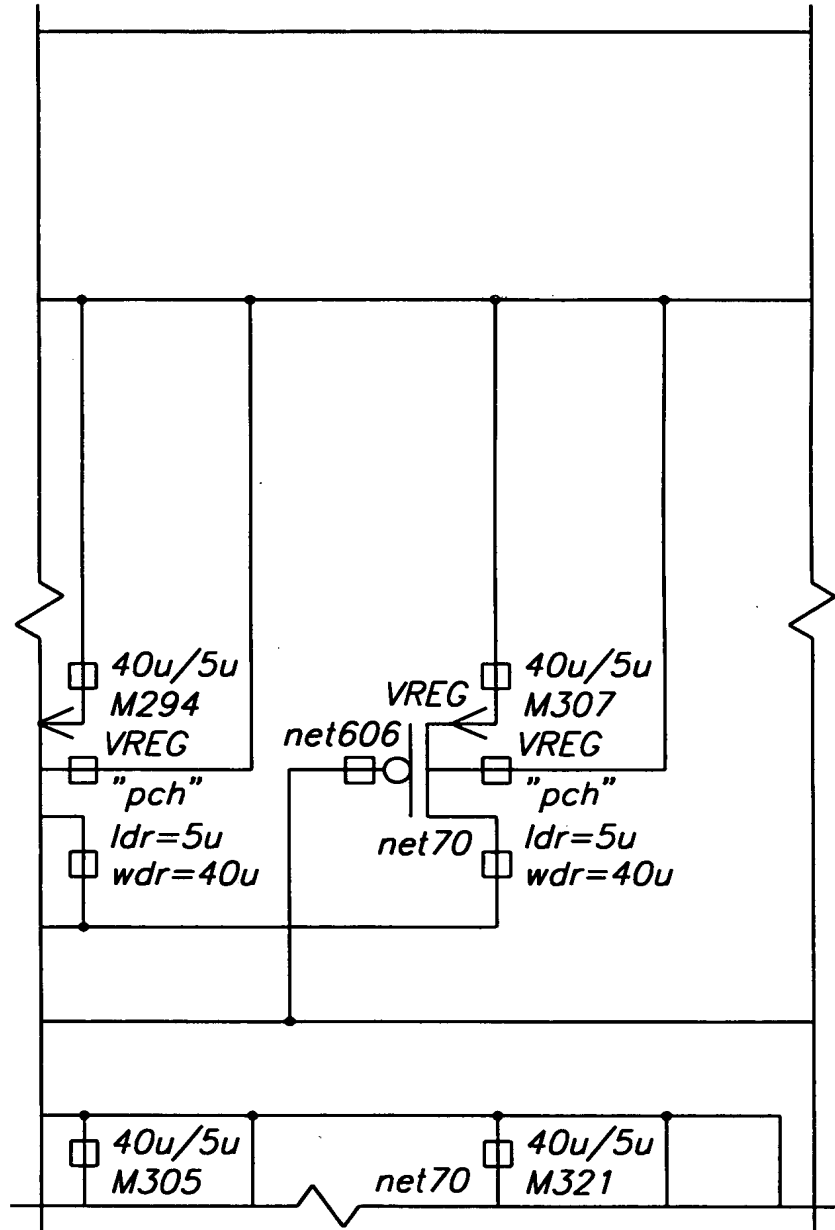 40u/5u
M294
VREG
"pch"
ldr=5u
wdr=40u
VREG
40u/5u
M307
net606
VREG
"pch"
net70
ldr=5u
wdr=40u
40u/5u
M305
net70
40u/5u
M321